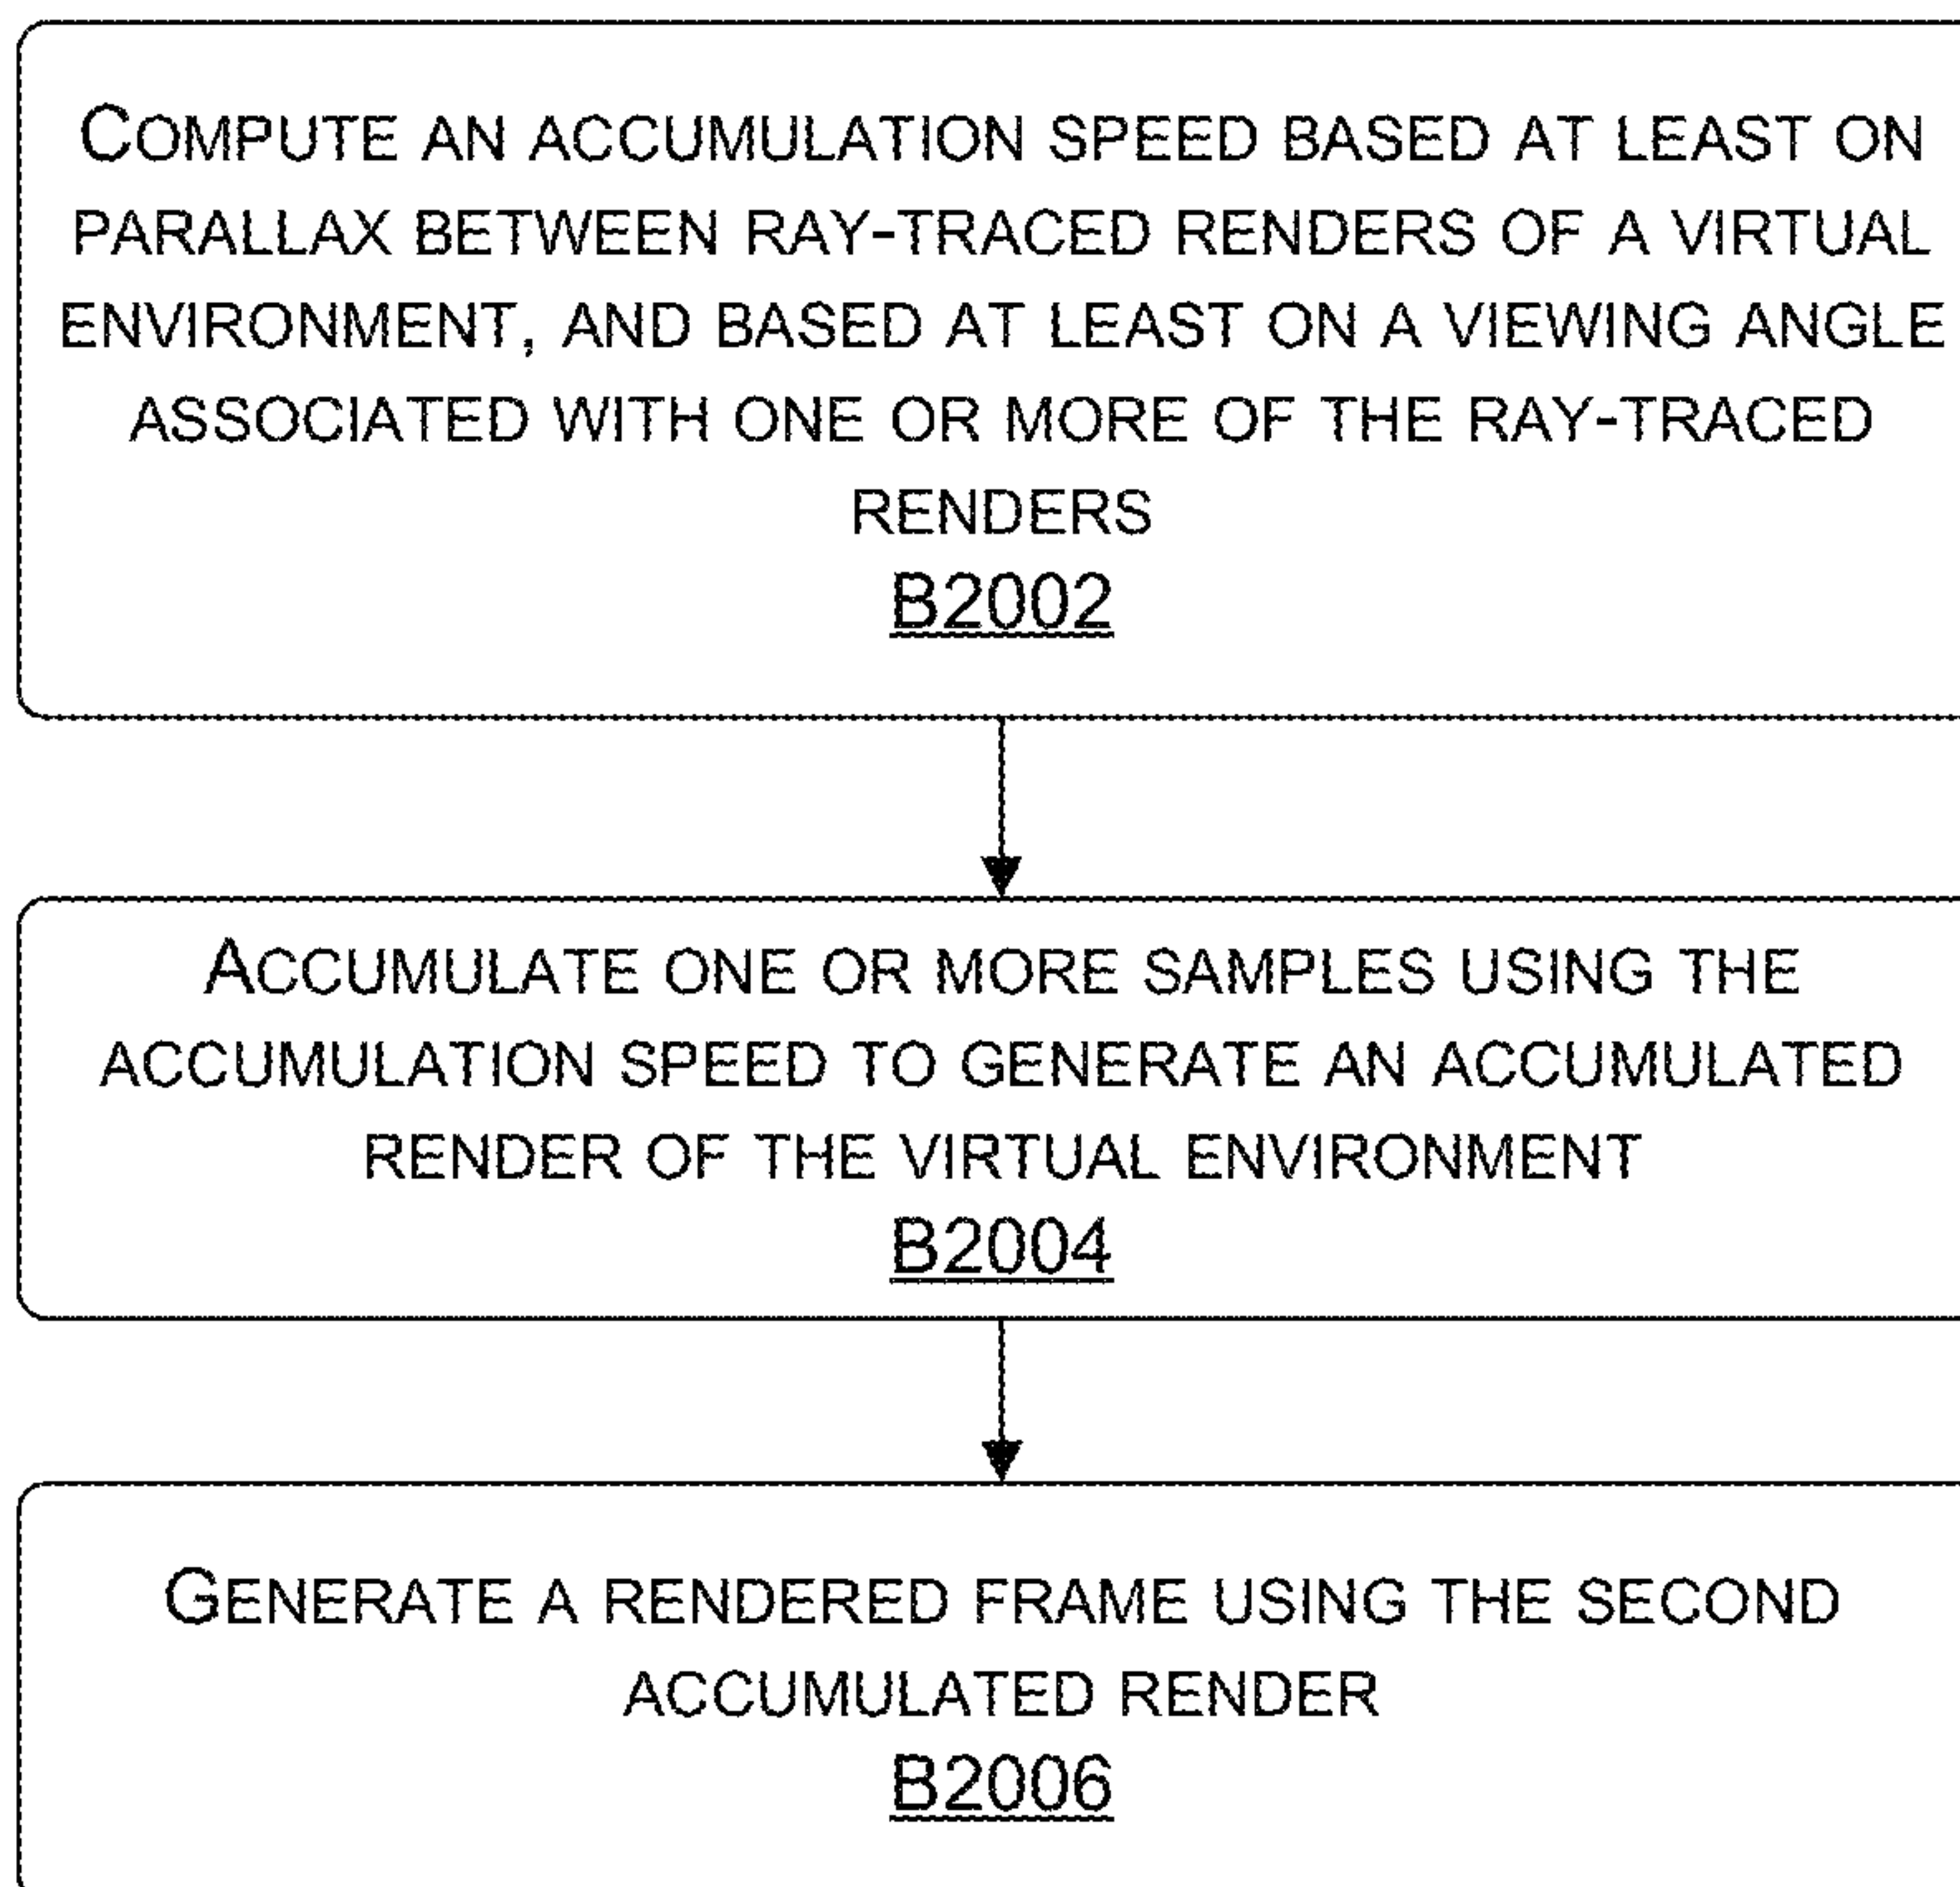 COMPUTE AN ACCUMULATION SPEED BASED AT LEAST ON
PARALLAX BETWEEN RAY-TRACED RENDERS OF A VIRTUAL
ENVIRONMENT, AND BASED AT LEAST ON A VIEWING ANGLE
ASSOCIATED WITH ONE OR MORE OF THE RAY-TRACED
RENDERS
B2002
ACCUMULATE ONE OR MORE SAMPLES USING THE
ACCUMULATION SPEED TO GENERATE AN ACCUMULATED
RENDER OF THE VIRTUAL ENVIRONMENT
B2004
GENERATE A RENDERED FRAME USING THE SECOND
ACCUMULATED RENDER
B2006